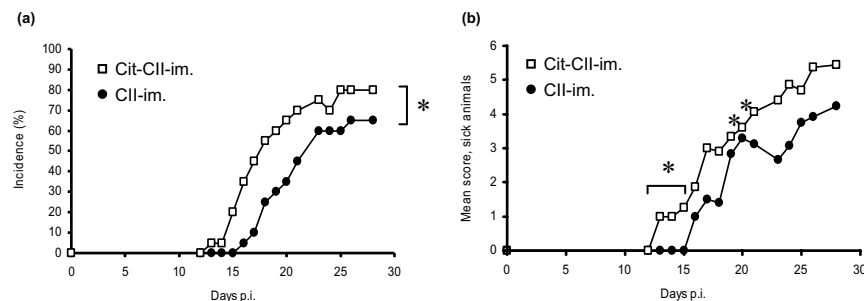 (a)
100
90
80
70
60
50
40
30
20
10
0
Incidence (%)
Cit-CII-im.
CII-im.
*
0 5 10 15 20 25 30
Days p.i.
(b)
6
5
4
3
2
1
0
Mean score, sick animals
Cit-CII-im.
CII-im.
*
*
*
0 5 10 15 20 25 30
Days p.i.